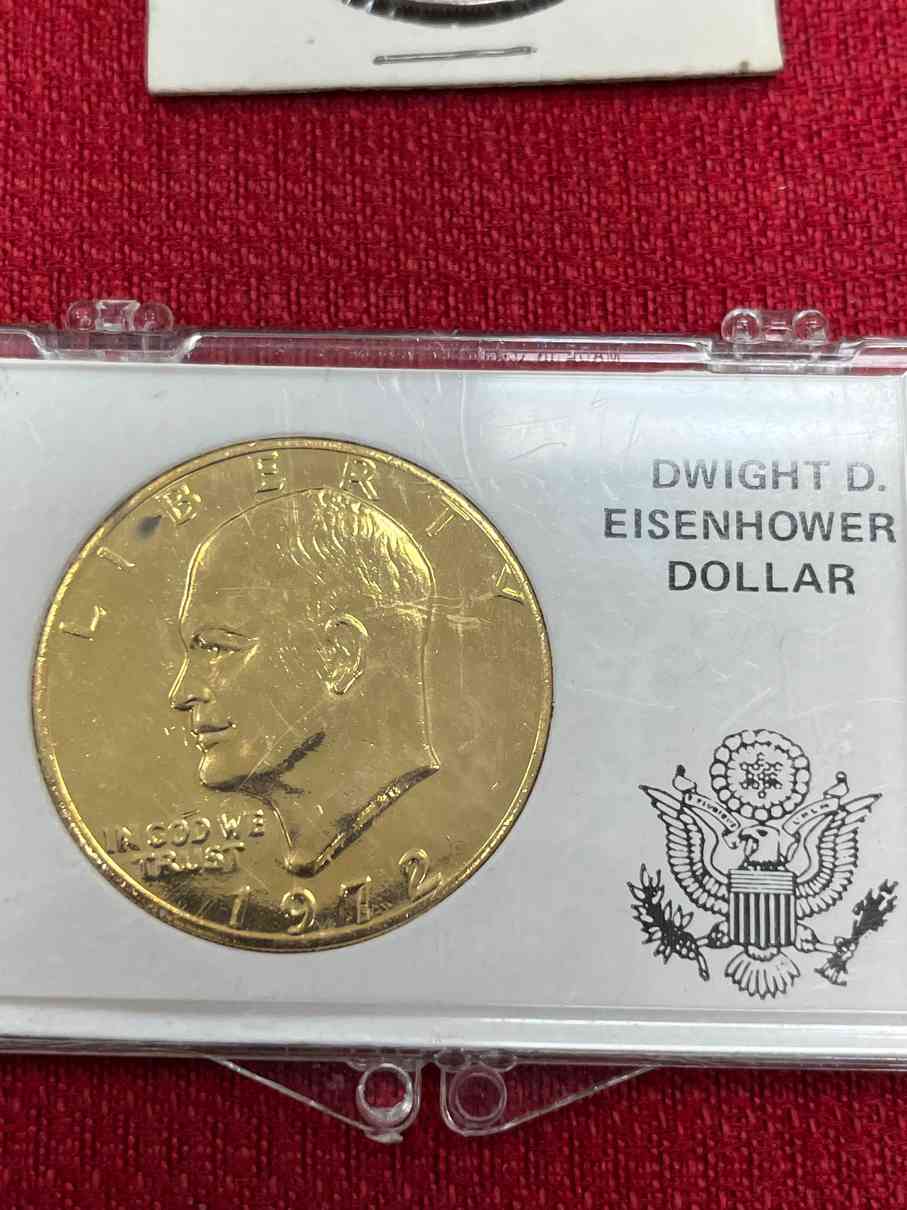 DWIGHT D.
EISENHOWER
DOLLAR
LIBERTY
IN GOD WE
TRUST
1972